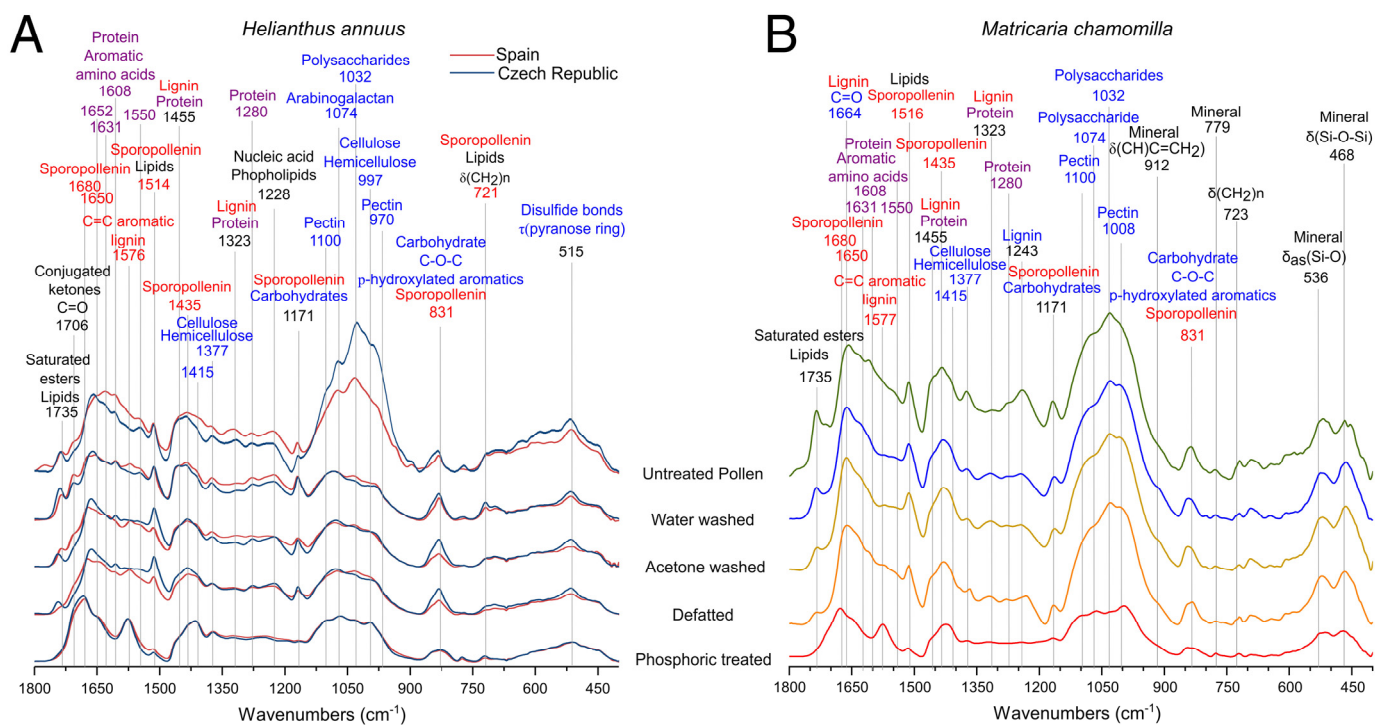 A
Helianthus annuus
Spain
Czech Republic
Protein
Aromatic
amino acids
1608
1652
1631
1550
Lignin
Protein
1455
Protein
1280
Polysaccharides
1032
Arabinogalactan
1074
Cellulose
Hemicellulose
997
Pectin
970
Sporopollenin
Lipids
δ(CH2)n
721
Sporopollenin
1680
1650
Sporopollenin
Lipids
1514
Nucleic acid
Phopholipids
1228
C=C aromatic
lignin
1576
Lignin
Protein
1323
Pectin
1100
Disulfide bonds
τ(pyranose ring)
515
Conjugated
ketones
C=O
1706
Sporopollenin
1435
Sporopollenin
Carbohydrates
1171
Carbohydrate
C-O-C
p-hydroxylated aromatics
Sporopollenin
831
Cellulose
Hemicellulose
1377
1415
Saturated
esters
Lipids
1735
1800 1650 1500 1350 1200 1050 900 750 600 450
Wavenumbers (cm-1)
Untreated Pollen
Water washed
Acetone washed
Defatted
Phosphoric treated
B
Matricaria chamomilla
Lignin
C=O
1664
Lipids
Sporopollenin
1516
Lignin
Protein
1323
Polysaccharides
1032
Polysaccharide
1074
Pectin
1100
Mineral
δ(CH)C=CH2)
912
Mineral
779
Mineral
δ(Si-O-Si)
468
Protein
Aromatic
amino acids
1608
1631 1550
Sporopollenin
1435
Protein
1280
δ(CH2)n
723
Sporopollenin
1680
1650
Lignin
Protein
1455
Pectin
1008
C=C aromatic
lignin
1577
Cellulose
Hemicellulose
1377
1415
Lignin
1243
Sporopollenin
Carbohydrates
1171
Carbohydrate
C-O-C
p-hydroxylated aromatics
Sporopollenin
831
Mineral
δas(Si-O)
536
Saturated esters
Lipids
1735
1800 1650 1500 1350 1200 1050 900 750 600 450
Wavenumbers (cm-1)